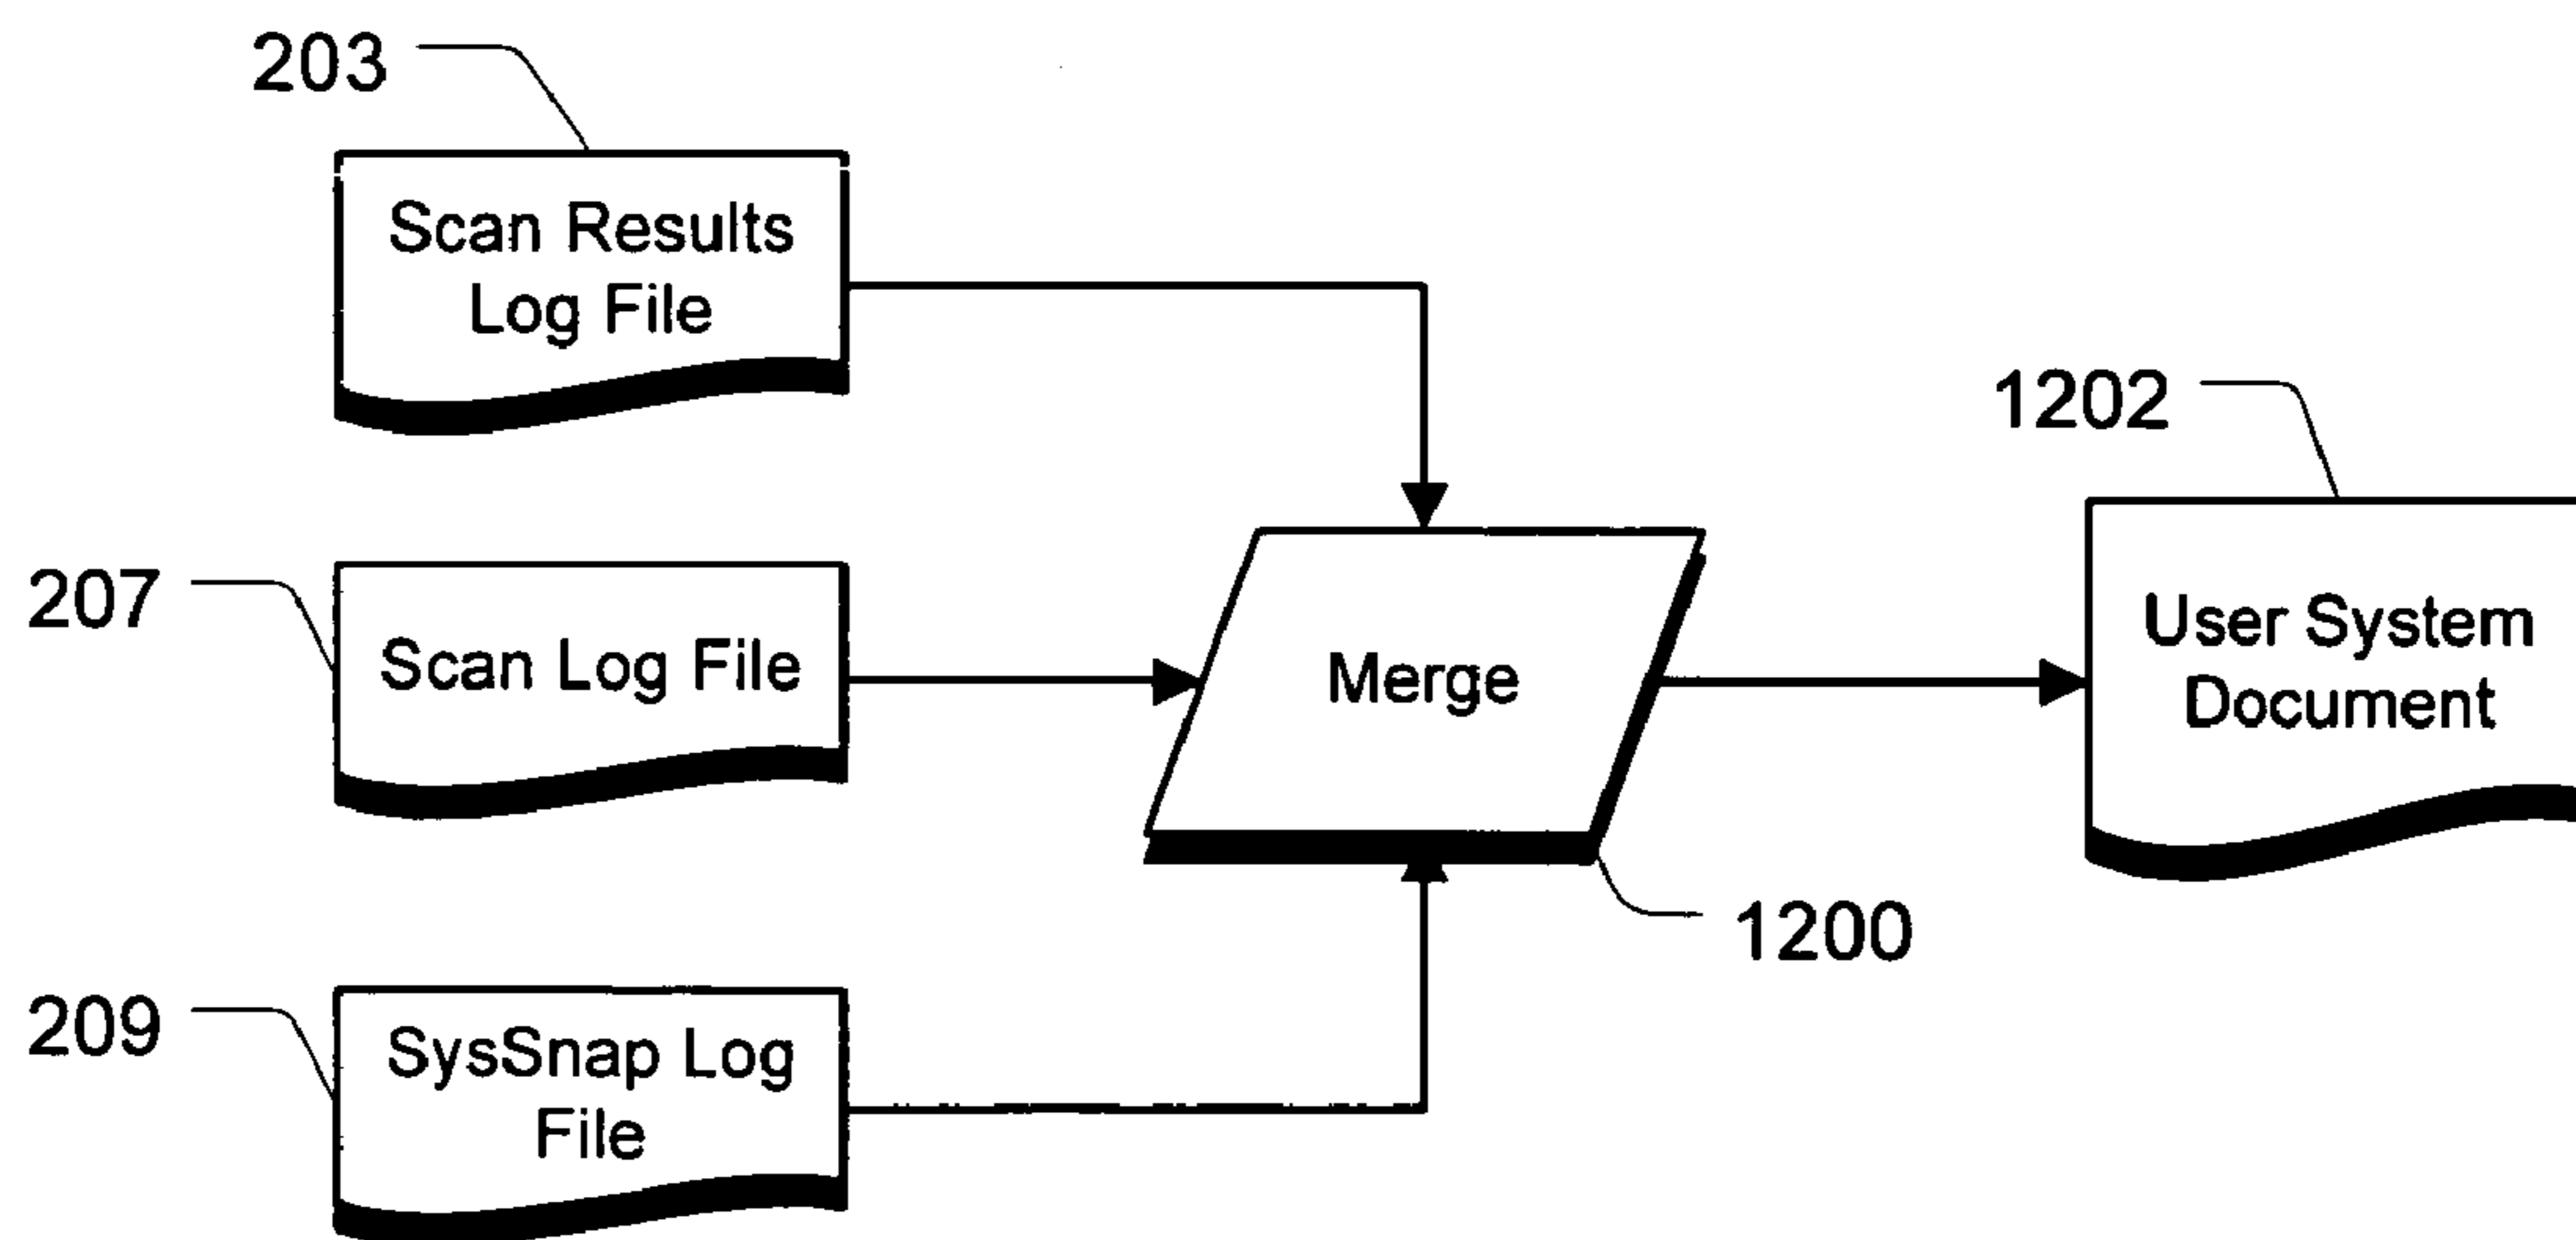 203
Scan Results
Log File
1202
207
Scan Log File
Merge
User System
Document
1200
209
SysSnap Log
File